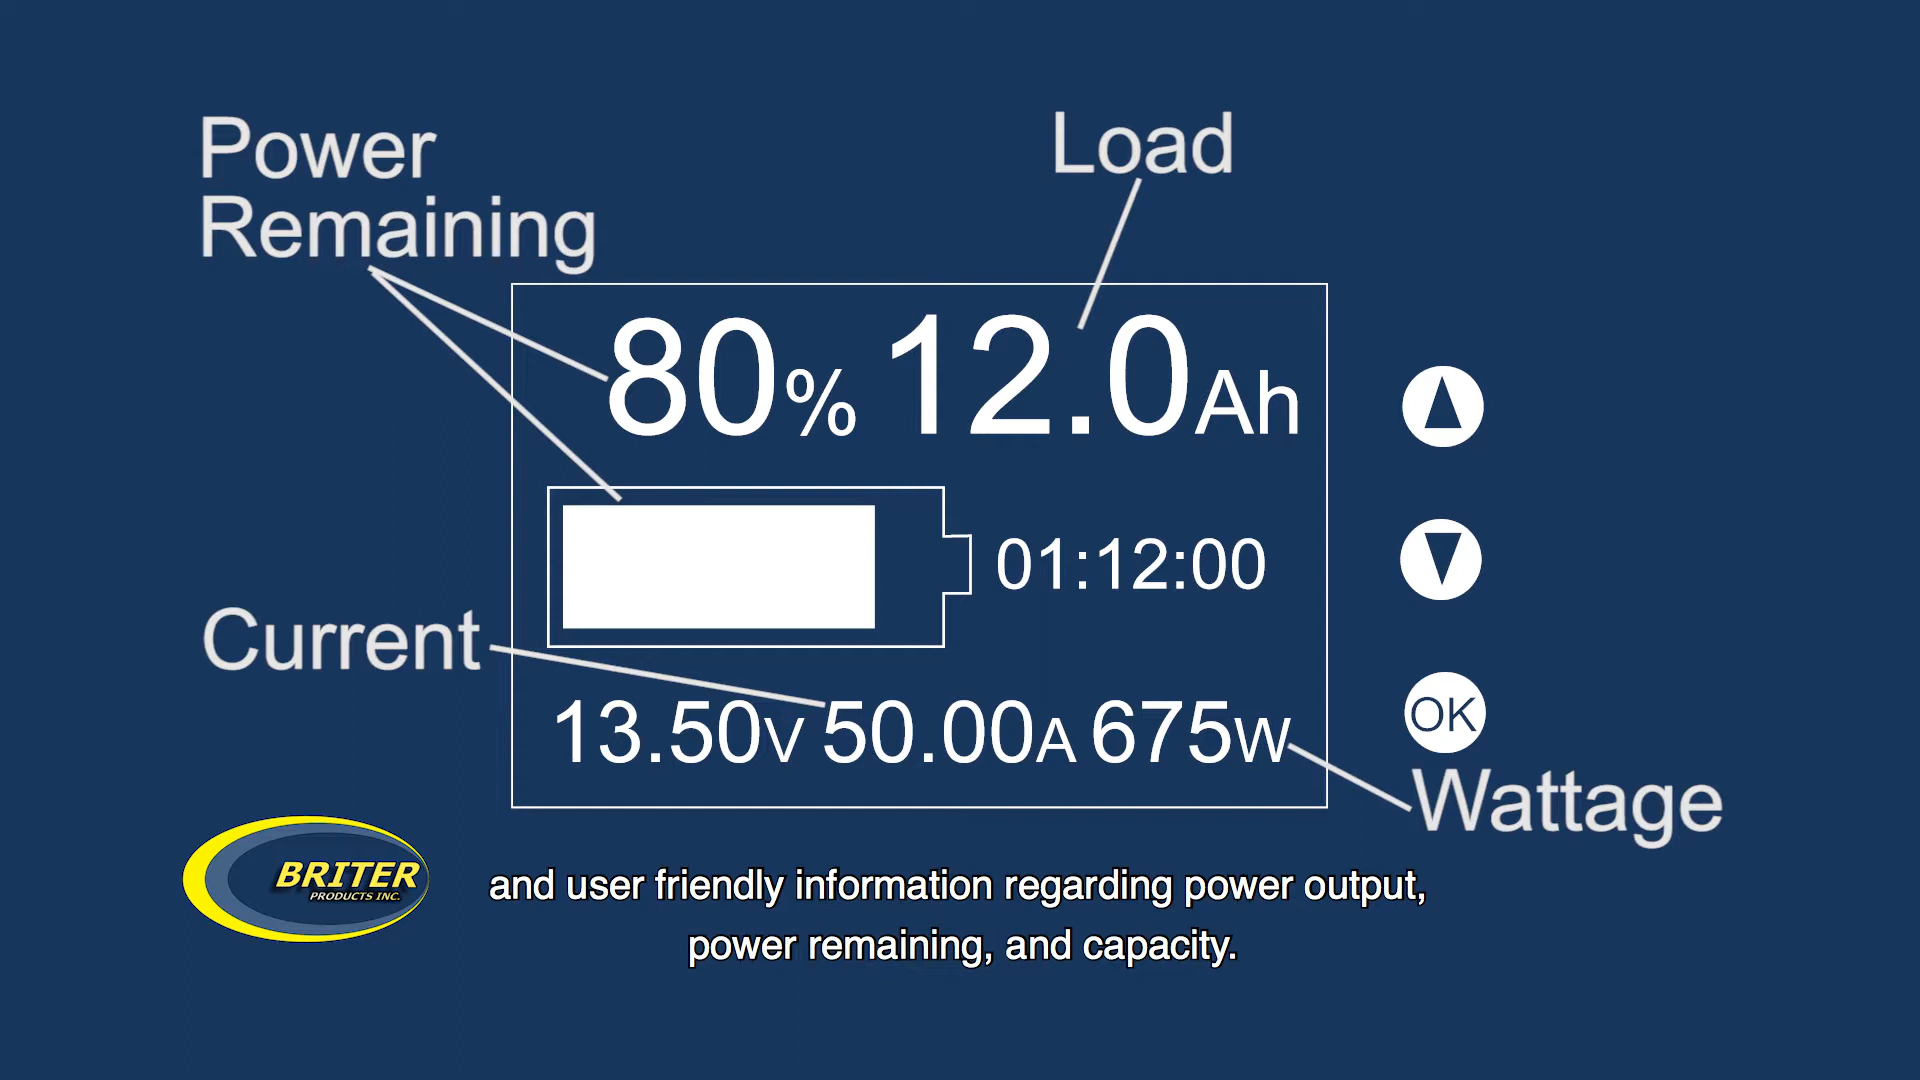 Power
Remaining
Load
80% 12.0Ah
01:12:00
Current
13.50V 50.00A 675W
OK
Wattage
BRITER
PRODUCTS INC.
and user friendly information regarding power output,
power remaining, and capacity.